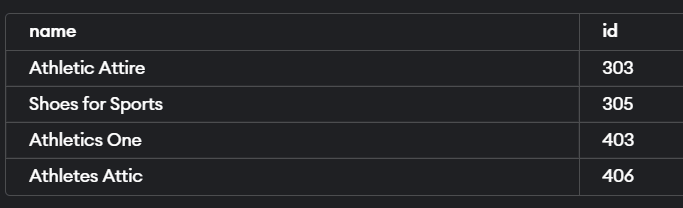 name id
Athletic Attire 303
Shoes for Sports 305
Athletics One 403
Athletes Attic 406